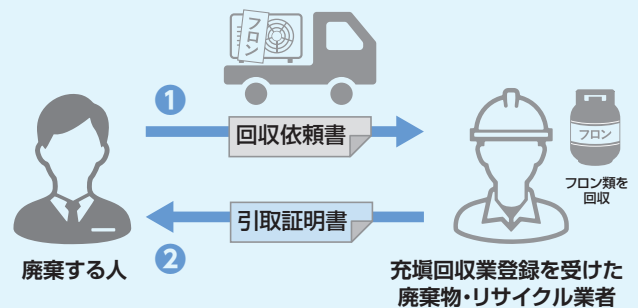 フロン
❶
回収依頼書
フロン
フロン類を
回収
引取証明書
❷
廃棄する人
充塡回収業登録を受けた
廃棄物・リサイクル業者